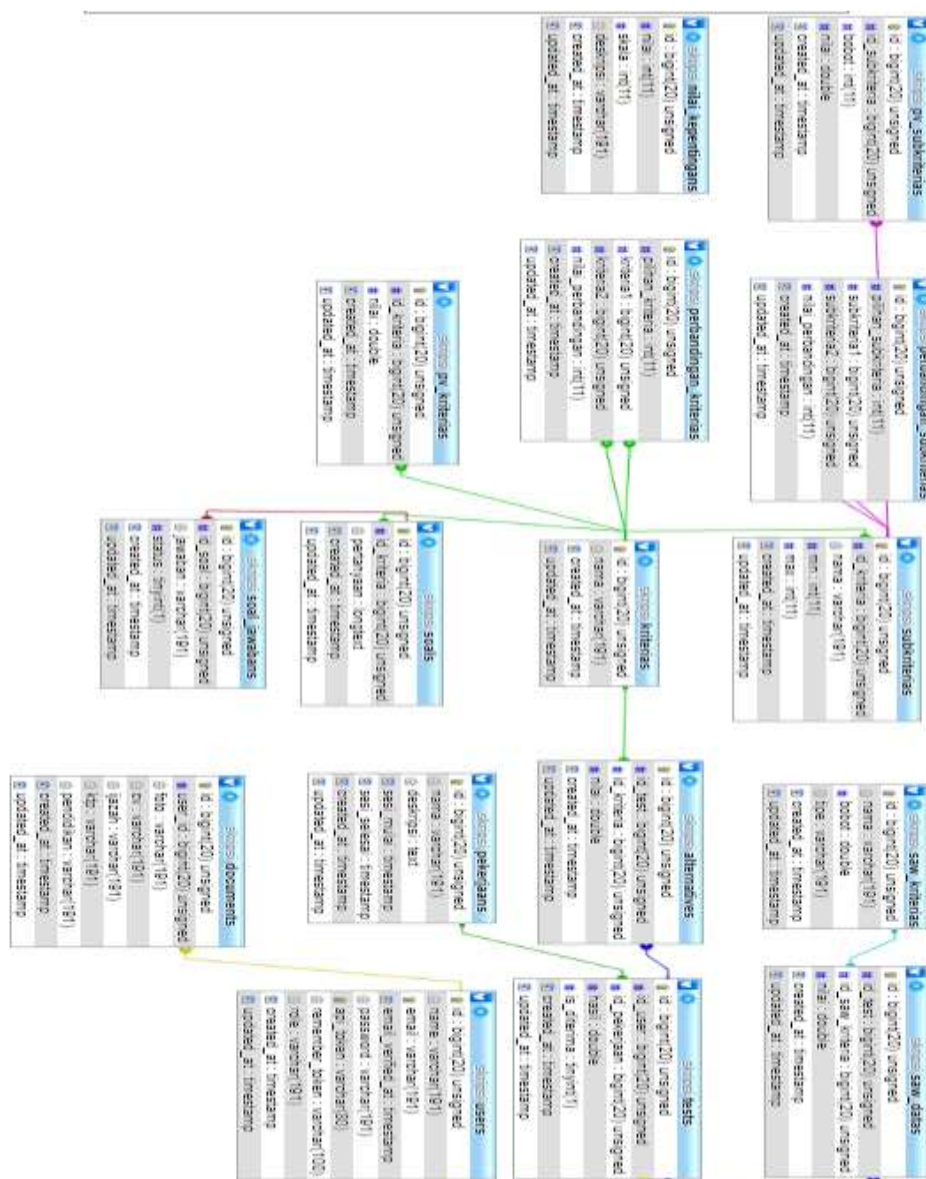 skripsi pv_subkriterias
id : bigint(20) unsigned
id_subkriteria : bigint(20) unsigned
bobot : int(11)
nilai : double
created_at : timestamp
updated_at : timestamp
skripsi perbandingan_subkriterias
id : bigint(20) unsigned
pilihan_subkriteria : int(11)
subkriteria1 : bigint(20) unsigned
subkriteria2 : bigint(20) unsigned
nilai_perbandingan : int(11)
created_at : timestamp
updated_at : timestamp
skripsi subkriterias
id : bigint(20) unsigned
id_kriteria : bigint(20) unsigned
nama : varchar(191)
min : int(11)
max : int(11)
created_at : timestamp
updated_at : timestamp
skripsi saw_kriterias
id : bigint(20) unsigned
nama : varchar(191)
bobot : double
tipe : varchar(191)
created_at : timestamp
updated_at : timestamp
skripsi saw_datas
id : bigint(20) unsigned
id_test : bigint(20) unsigned
id_saw_kriteria : bigint(20) unsigned
nilai : double
created_at : timestamp
updated_at : timestamp
skripsi nilai_kepentingans
id : bigint(20) unsigned
nilai : int(11)
skala : int(11)
deskripsi : varchar(191)
created_at : timestamp
updated_at : timestamp
skripsi perbandingan_kriterias
id : bigint(20) unsigned
pilihan_kriteria : int(11)
kriteria1 : bigint(20) unsigned
kriteria2 : bigint(20) unsigned
nilai_perbandingan : int(11)
created_at : timestamp
updated_at : timestamp
skripsi kriterias
id : bigint(20) unsigned
nama : varchar(191)
created_at : timestamp
updated_at : timestamp
skripsi alternatives
id : bigint(20) unsigned
id_test : bigint(20) unsigned
id_kriteria : bigint(20) unsigned
nilai : double
created_at : timestamp
updated_at : timestamp
skripsi tests
id : bigint(20) unsigned
id_user : bigint(20) unsigned
id_pekerjaan : bigint(20) unsigned
hasil : double
is_diterima : tinyint(1)
created_at : timestamp
updated_at : timestamp
skripsi pv_kriterias
id : bigint(20) unsigned
id_kriteria : bigint(20) unsigned
nilai : double
created_at : timestamp
updated_at : timestamp
skripsi soals
id : bigint(20) unsigned
id_kriteria : bigint(20) unsigned
pertanyaan : longtext
created_at : timestamp
updated_at : timestamp
skripsi pekerjaans
id : bigint(20) unsigned
nama : varchar(191)
deskripsi : text
sesi_mulai : timestamp
sesi_selesai : timestamp
created_at : timestamp
updated_at : timestamp
skripsi users
id : bigint(20) unsigned
name : varchar(191)
email : varchar(191)
email_verified_at : timestamp
password : varchar(191)
api_token : varchar(80)
remember_token : varchar(100)
role : varchar(191)
created_at : timestamp
updated_at : timestamp
skripsi soal_jawabans
id : bigint(20) unsigned
id_soal : bigint(20) unsigned
jawaban : varchar(191)
status : tinyint(1)
created_at : timestamp
updated_at : timestamp
skripsi documents
id : bigint(20) unsigned
user_id : bigint(20) unsigned
foto : varchar(191)
cv : varchar(191)
ijazah : varchar(191)
ktp : varchar(191)
pendidikan : varchar(191)
created_at : timestamp
updated_at : timestamp